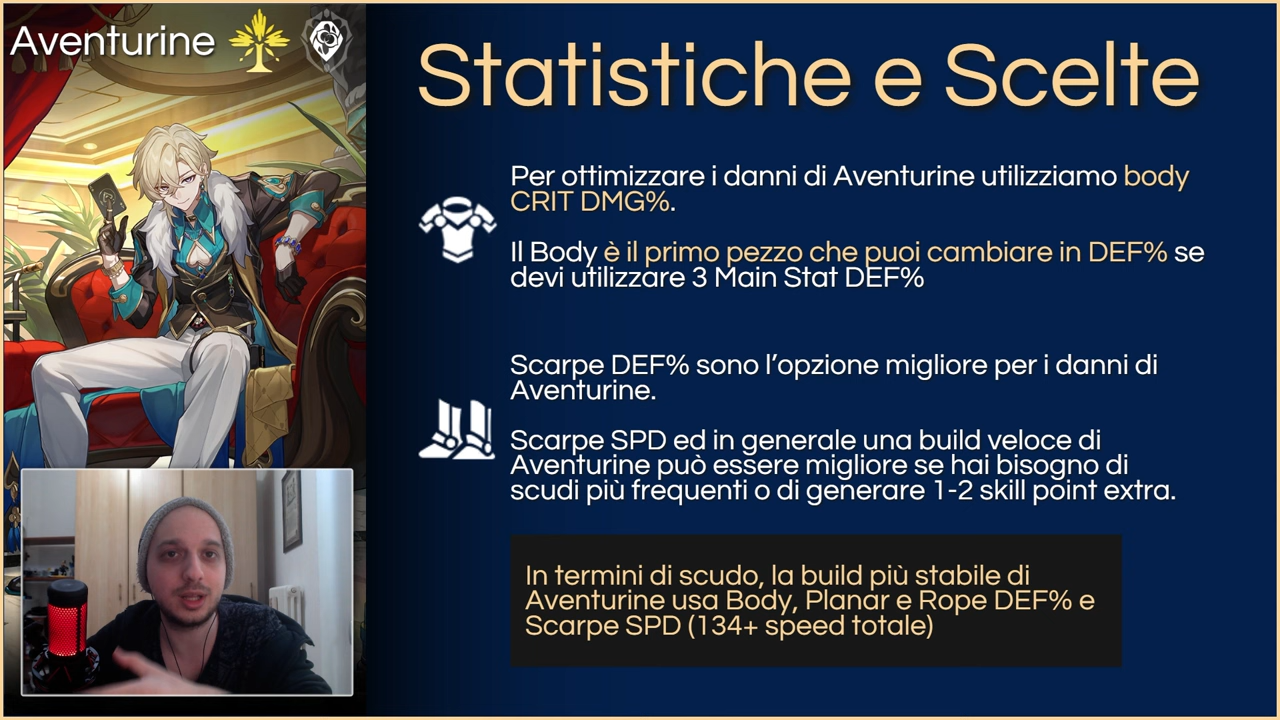 Aventurine
Statistiche e Scelte
Per ottimizzare i danni di Aventurine utilizziamo body
CRIT DMG%.
Il Body è il primo pezzo che puoi cambiare in DEF% se
devi utilizzare 3 Main Stat DEF%
Scarpe DEF% sono l’opzione migliore per i danni di
Aventurine.
Scarpe SPD ed in generale una build veloce di
Aventurine può essere migliore se hai bisogno di
scudi più frequenti o di generare 1-2 skill point extra.
In termini di scudo, la build più stabile di
Aventurine usa Body, Planar e Rope DEF% e
Scarpe SPD (134+ speed totale)